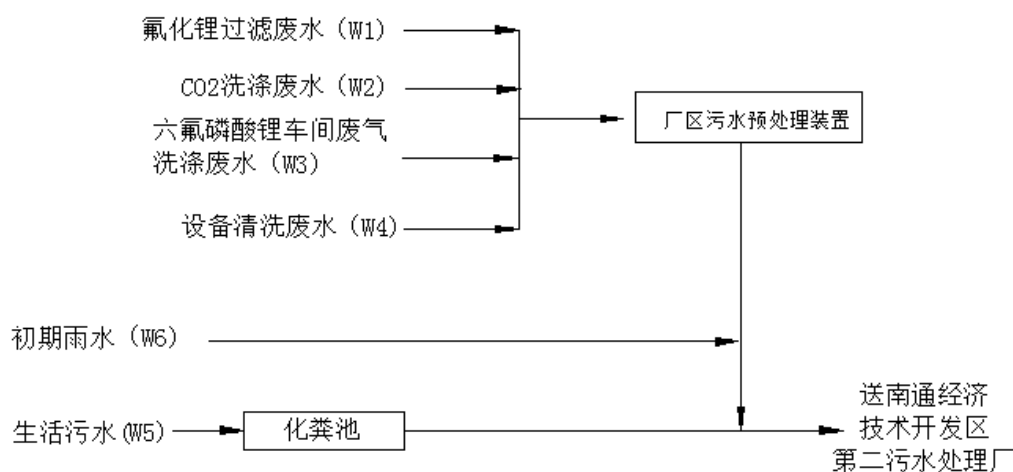 氟化锂过滤废水（W1）
CO2洗涤废水（W2）
六氟磷酸锂车间废气
洗涤废水（W3）
设备清洗废水（W4）
厂区污水预处理装置
初期雨水（W6）
生活污水(W5)
化粪池
送南通经济
技术开发区
第二污水处理厂